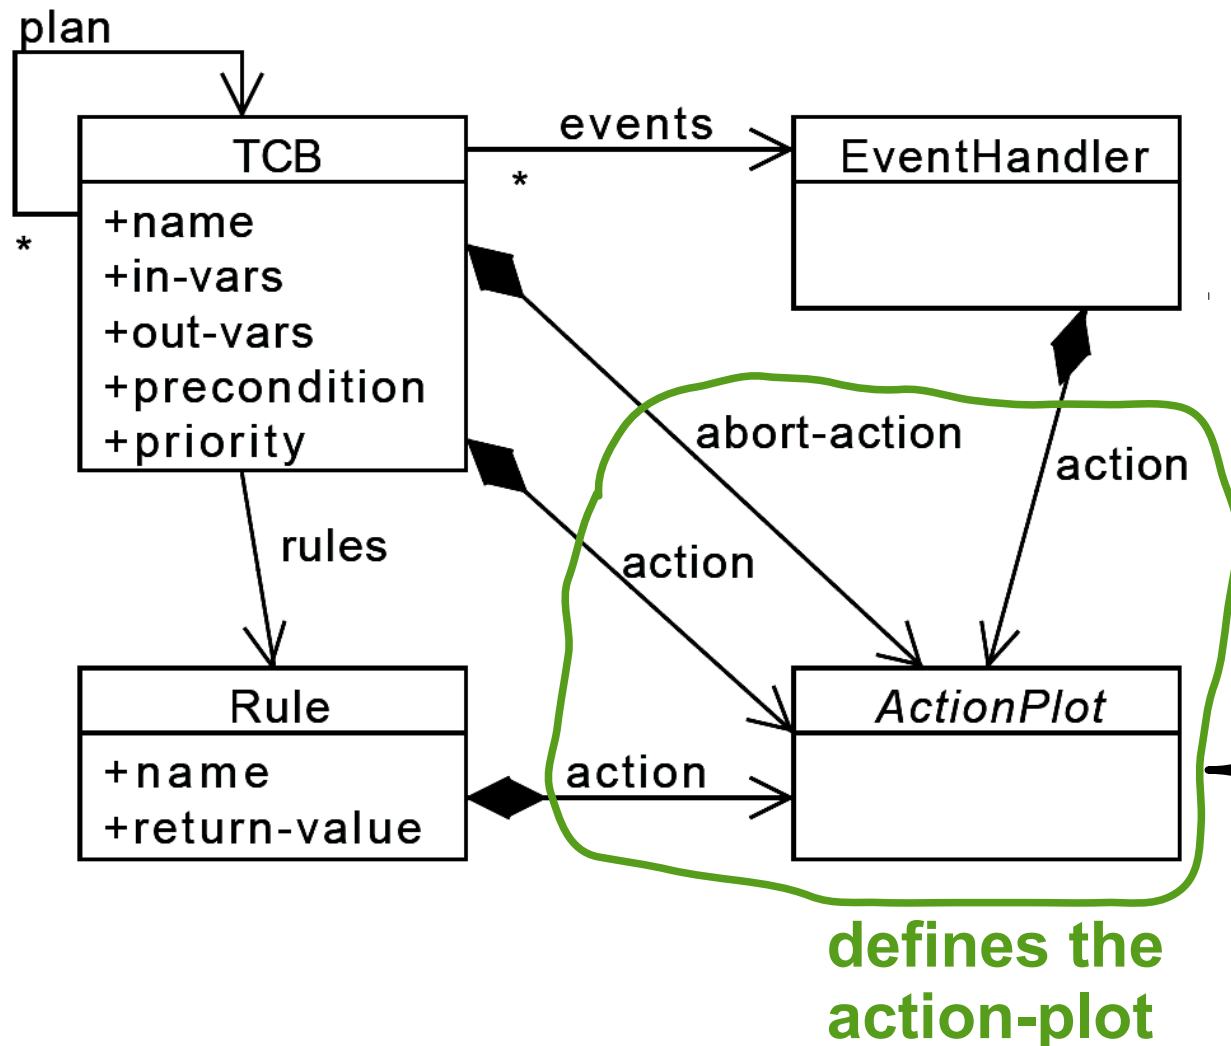 plan
TCB
events
EventHandler
*
+name
*
+in-vars
+out-vars
+precondition
+priority
abort-action
action
rules
action
Rule
ActionPlot
+name
action
+return-value
defines the
action-plot